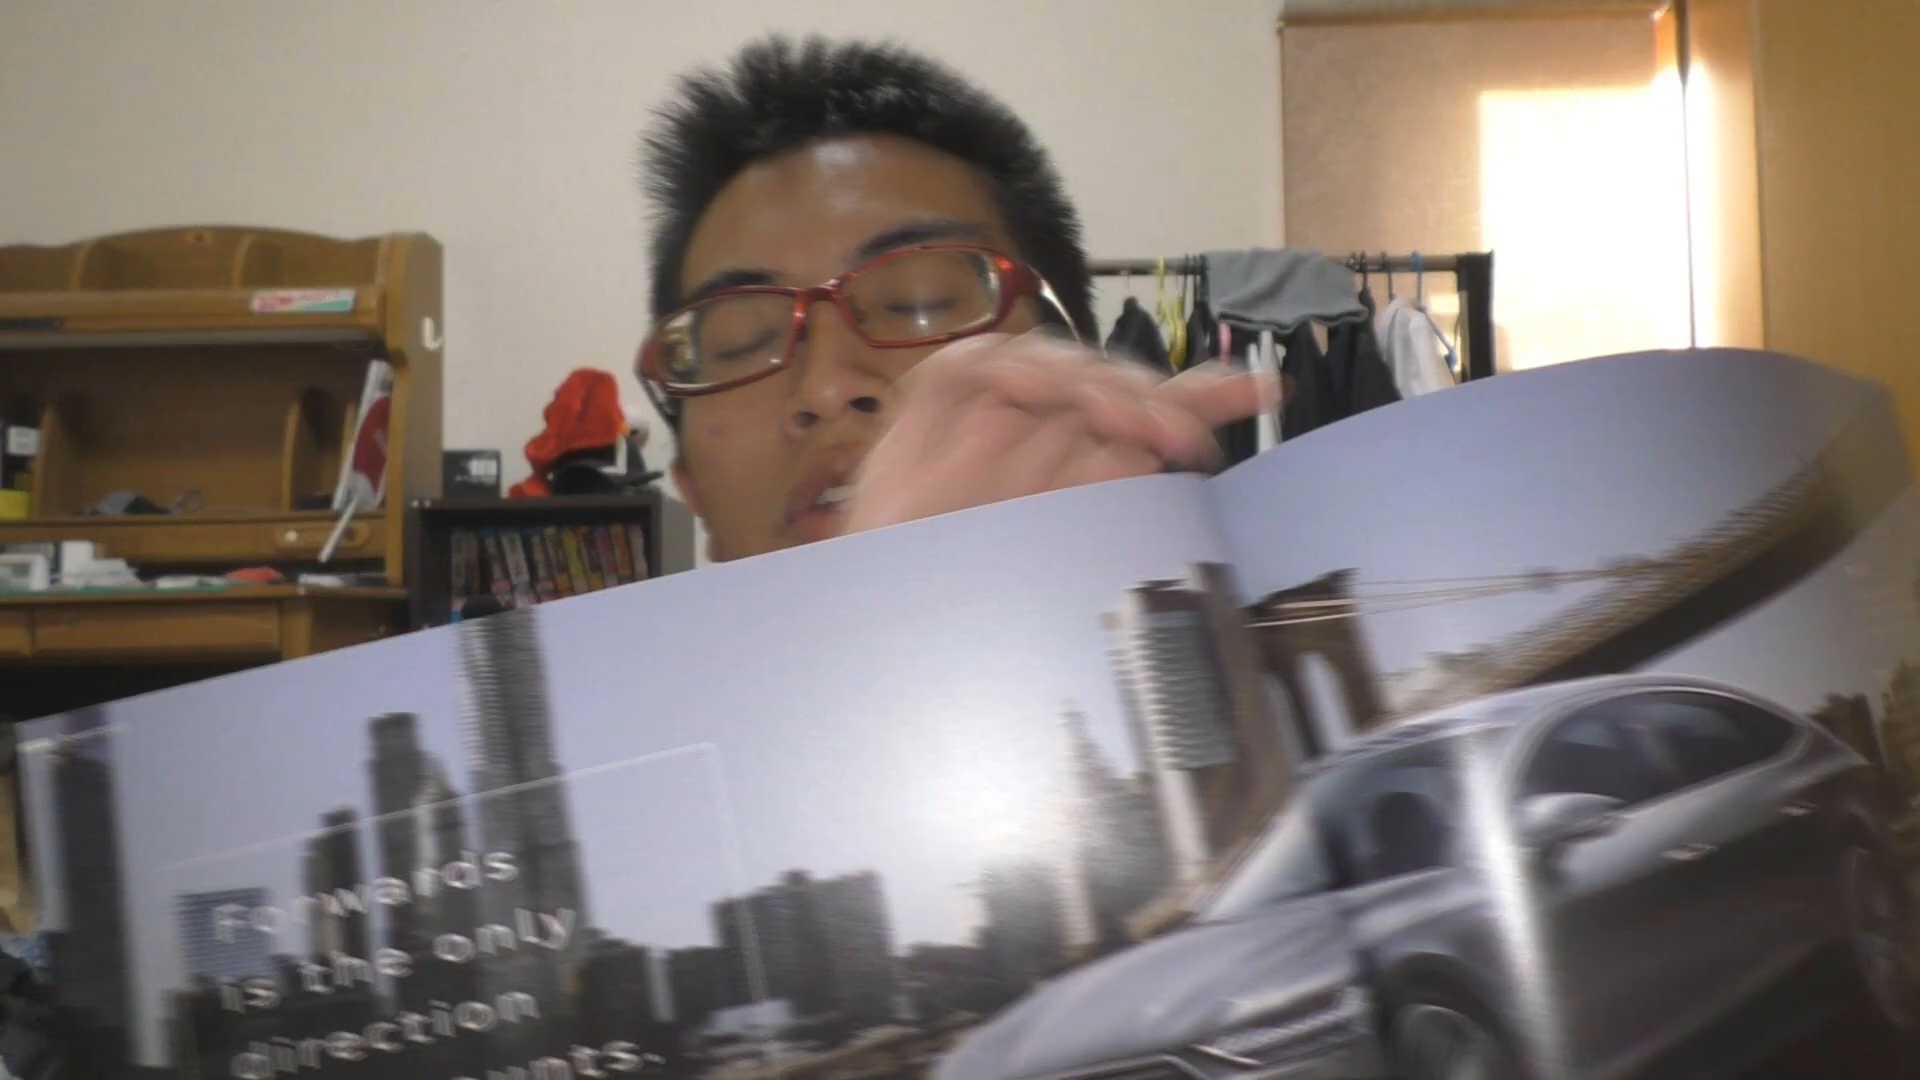 Forwards
is the only
direction